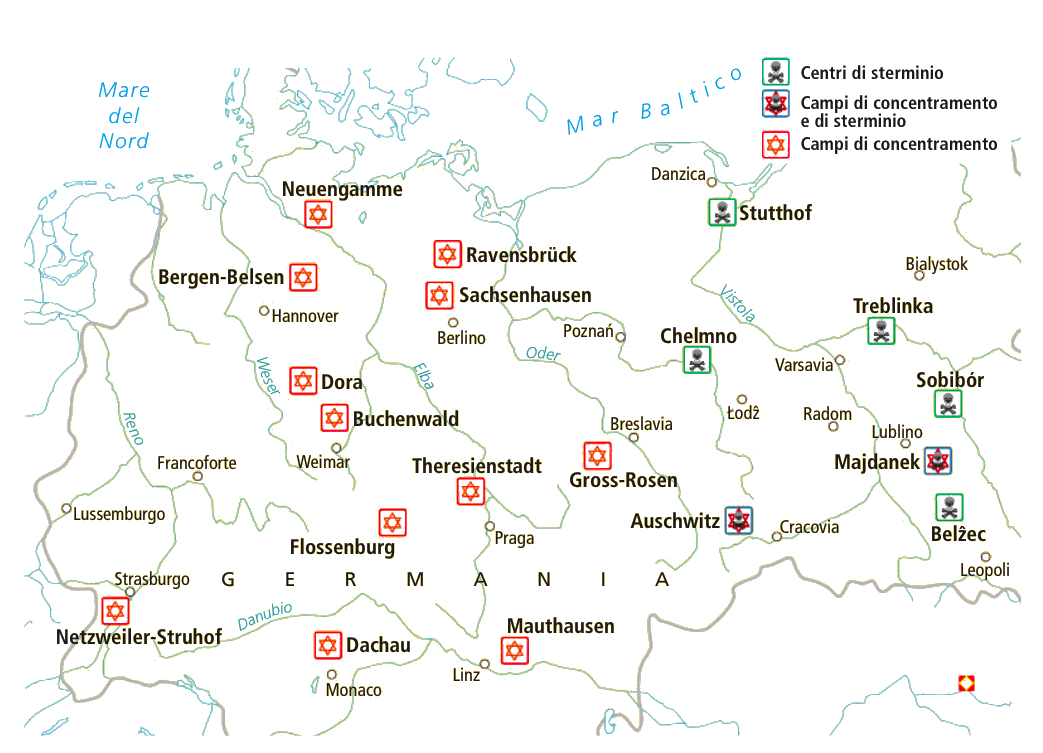 Mare
del
Nord
Mar Baltico
Centri di sterminio
Campi di concentramento
e di sterminio
Campi di concentramento
Danzica
Neuengamme
Stutthof
Ravensbrück
Bialystok
Bergen-Belsen
Sachsenhausen
Vistola
Treblinka
Hannover
Berlino
Poznań
Chelmno
Oder
Varsavia
Weser
Elba
Dora
Sobibór
Buchenwald
Łodẑ
Radom
Reno
Breslavia
Lublino
Weimar
Francoforte
Theresienstadt
Majdanek
Gross-Rosen
Lussemburgo
Auschwitz
Cracovia
Praga
Belẑec
Flossenburg
Leopoli
Strasburgo
GERMANIA
Danubio
Netzweiler-Struhof
Mauthausen
Dachau
Linz
Monaco